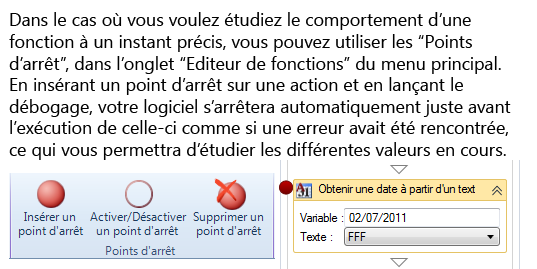 Dans le cas où vous voulez étudiez le comportement d’une
fonction à un instant précis, vous pouvez utiliser les “Points
d’arrêt”, dans l’onglet “Editeur de fonctions” du menu principal.
En insérant un point d’arrêt sur une action et en lançant le
débogage, votre logiciel s’arrêtera automatiquement juste avant
l’exécution de celle-ci comme si une erreur avait été rencontrée,
ce qui vous permettra d’étudier les différentes valeurs en cours.
Insérer un
point d'arrêt
Activer/Désactiver
un point d'arrêt
Supprimer un
point d'arrêt
Points d'arrêt
Obtenir une date à partir d'un text
Variable : 02/07/2011
Texte : FFF